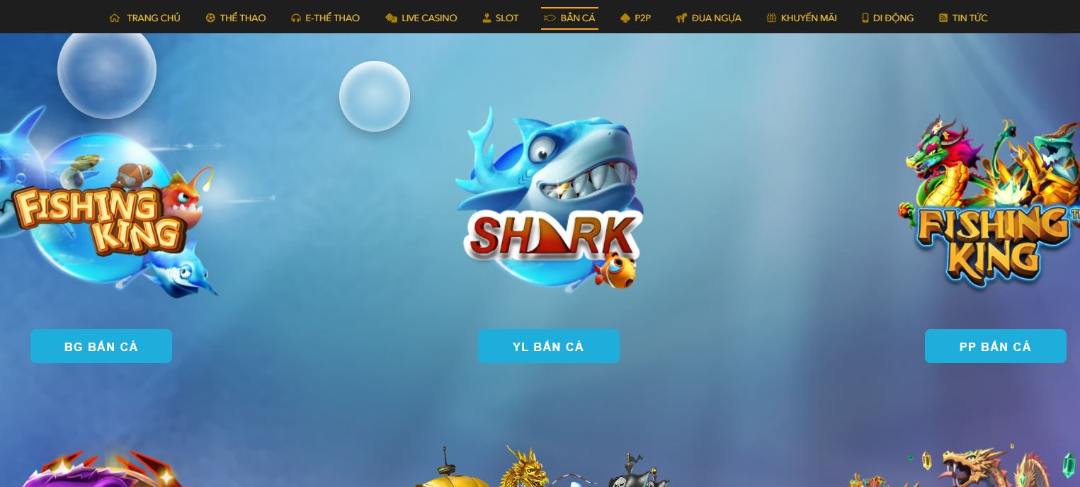 TRANG CHỦ
THỂ THAO
E-THỂ THAO
LIVE CASINO
SLOT
BẮN CÁ
P2P
ĐUA NGỰA
KHUYẾN MÃI
DI ĐỘNG
TIN TỨC
FISHING
KING
SHARK
FISHING
KING
BG BẮN CÁ
YL BẮN CÁ
PP BẮN CÁ